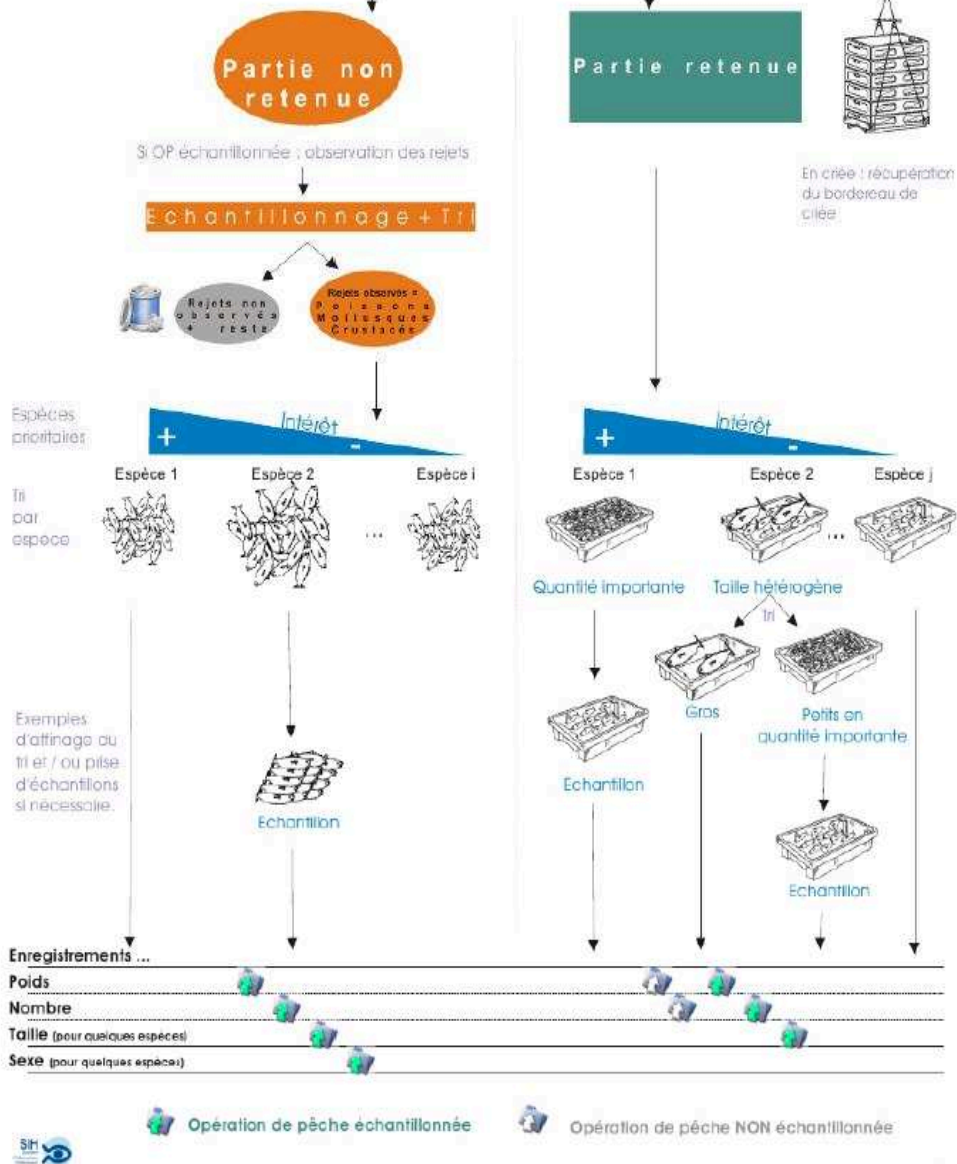 Partie non
retenue
Partie retenue
Si OP échantillonnée : observation des rejets
En criée : récupération
du bordereau de
criée
Echantillonnage + Tri
Rejets non
observés
+ reste
Rejets observés =
Poissons
Mollusques
Crustacés
Espèces
prioritaires
+
Intérêt
-
+
Intérêt
-
Espèce 1
Espèce 2
Espèce i
Espèce 1
Espèce 2
Espèce j
Tri
par
espèce
...
...
Quantité importante
Taille hétérogène
Tri
Gros
Petits en
quantité importante
Exemples
d'affinage du
tri et / ou prise
d'échantillons
si nécessaire.
Echantillon
Echantillon
Echantillon
Enregistrements ...
Poids
Nombre
Taille (pour quelques espèces)
Sexe (pour quelques espèces)
Opération de pêche échantillonnée
Opération de pêche NON échantillonnée
SIH